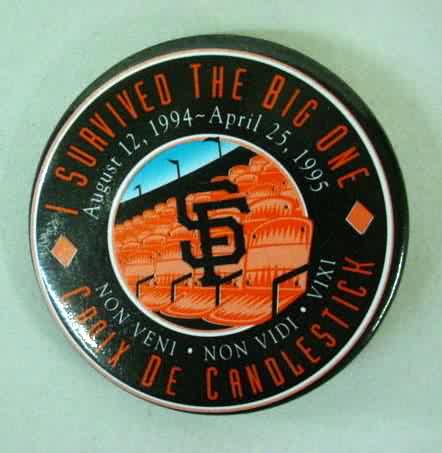 I SURVIVED THE BIG ONE
August 12, 1994~April 25, 1995
SF
NON VENI • NON VIDI • VIXI
CROIX DE CANDLESTICK